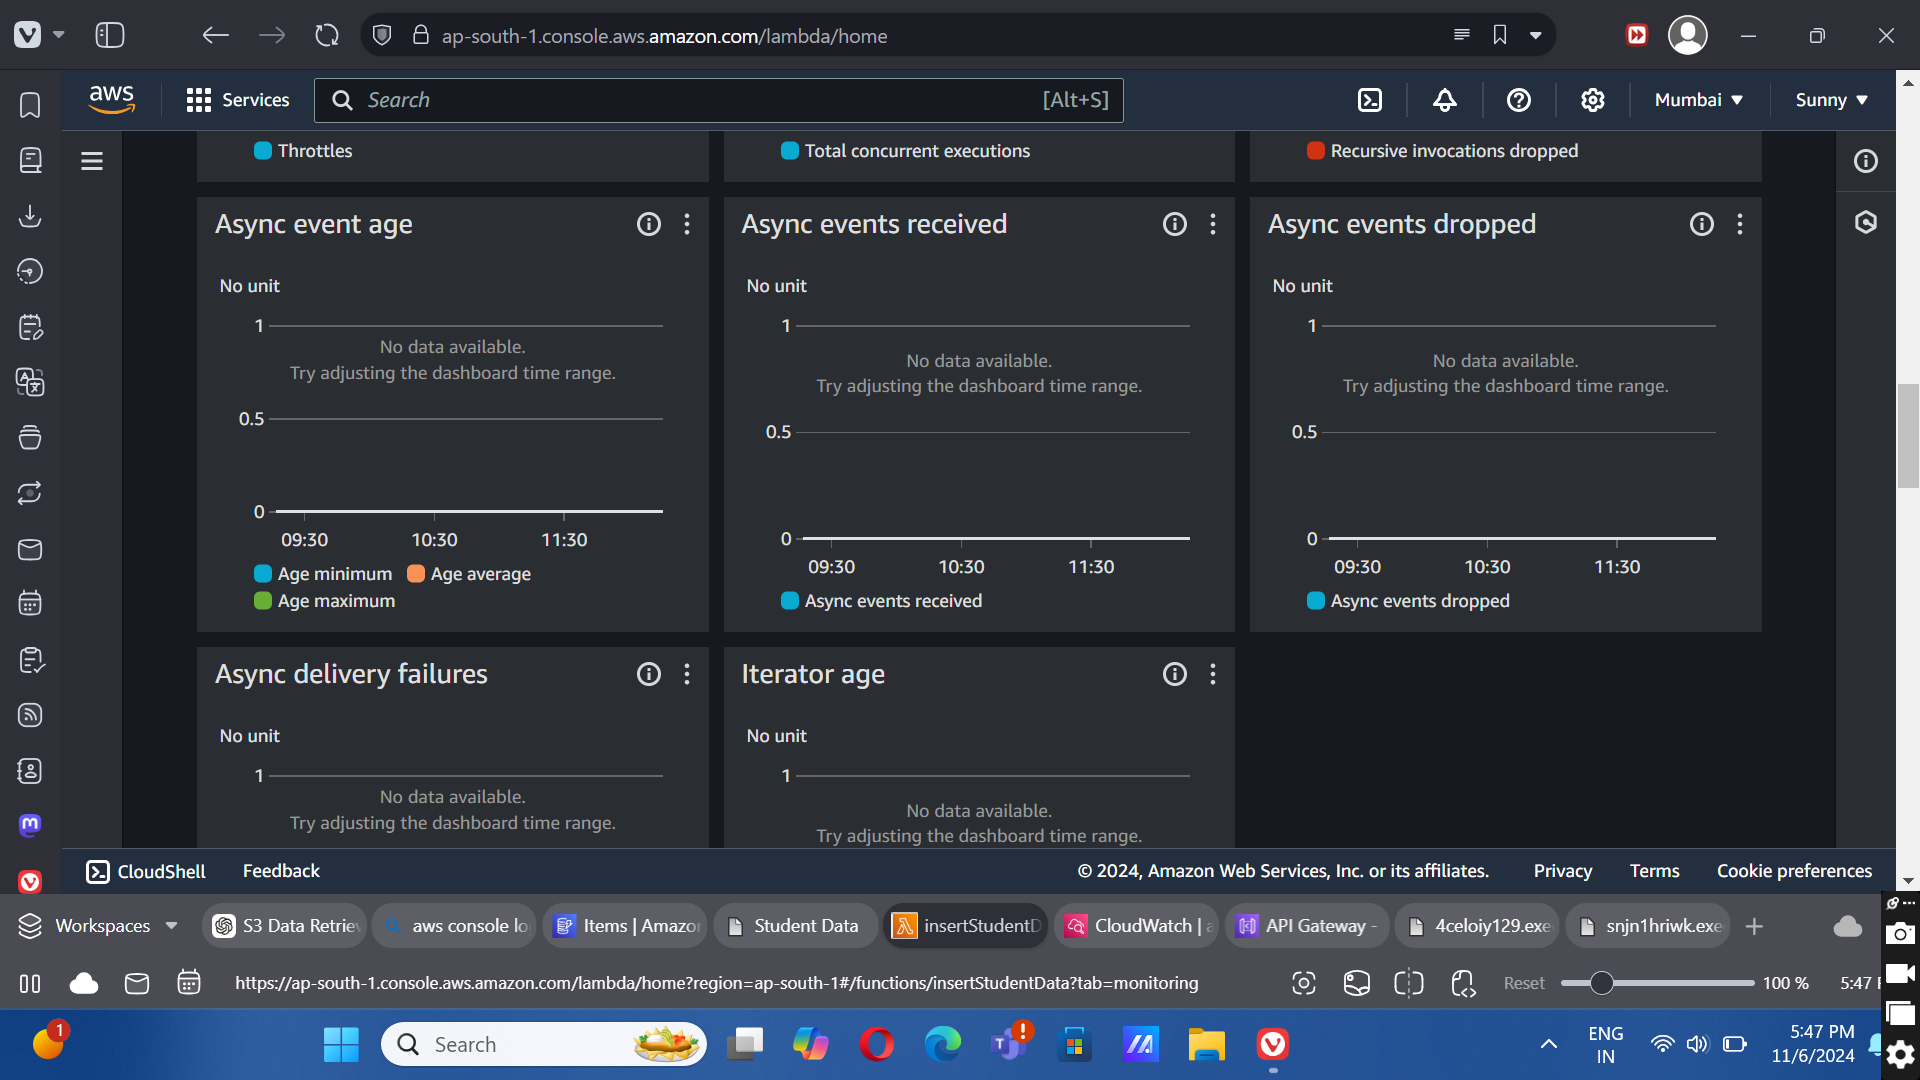 ap-south-1.console.aws.amazon.com/lambda/home
aws
Services
Search
[Alt+S]
Mumbai
Sunny
Throttles
Total concurrent executions
Recursive invocations dropped
Async event age
No unit
1
No data available.
Try adjusting the dashboard time range.
0.5
0
09:30 10:30 11:30
Age minimum Age average
Age maximum
Async events received
No unit
1
No data available.
Try adjusting the dashboard time range.
0.5
0
09:30 10:30 11:30
Async events received
Async events dropped
No unit
1
No data available.
Try adjusting the dashboard time range.
0.5
0
09:30 10:30 11:30
Async events dropped
Async delivery failures
No unit
1
No data available.
Try adjusting the dashboard time range.
Iterator age
No unit
1
No data available.
Try adjusting the dashboard time range.
CloudShell Feedback © 2024, Amazon Web Services, Inc. or its affiliates. Privacy Terms Cookie preferences
Workspaces S3 Data Retriev aws console lo Items | Amazon Student Data insertStudentD CloudWatch | a API Gateway - 4celoiy129.exe snjn1hriwk.exe
https://ap-south-1.console.aws.amazon.com/lambda/home?region=ap-south-1#/functions/insertStudentData?tab=monitoring Reset 100 % 5:47
1
Search
ENG
IN
5:47 PM
11/6/2024